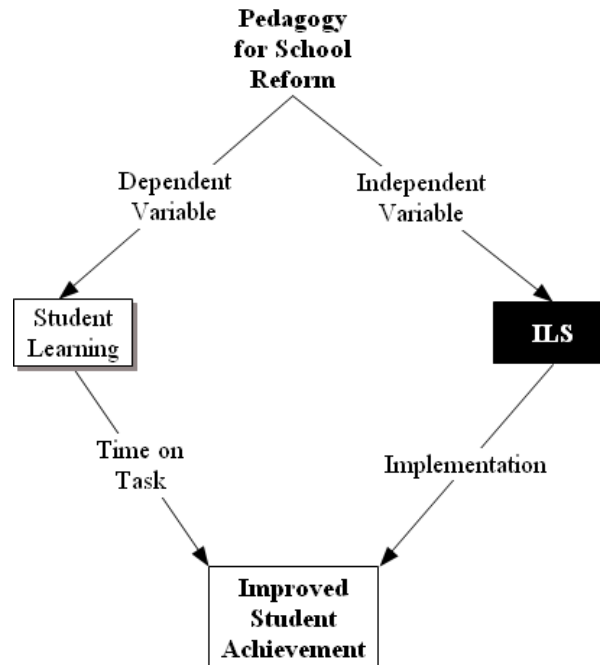 Pedagogy
for School
Reform
Dependent
Variable
Independent
Variable
Student
Learning
ILS
Time on
Task
Implementation
Improved
Student
Achievement